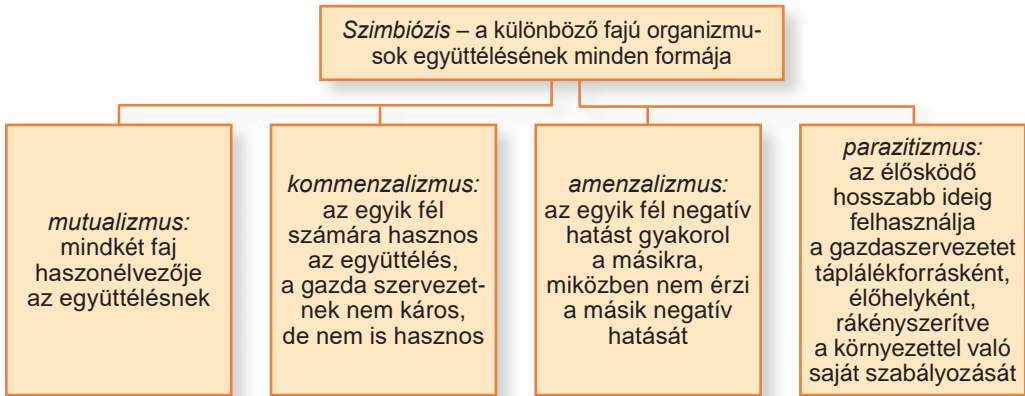 Szimbiózis – a különböző fajú organizmu-
sok együttélésének minden formája
mutualizmus:
mindkét faj
haszonélvezője
az együttélésnek
kommenzalizmus:
az egyik fél
számára hasznos
az együttélés,
a gazda szervezet-
nek nem káros,
de nem is hasznos
amenzalizmus:
az egyik fél negatív
hatást gyakorol
a másikra,
miközben nem érzi
a másik negatív
hatását
parazitizmus:
az élősködő
hosszabb ideig
felhasználja
a gazdaszervezetet
táplálékforrásként,
élőhelyként,
rákényszerítve
a környezettel való
saját szabályozását